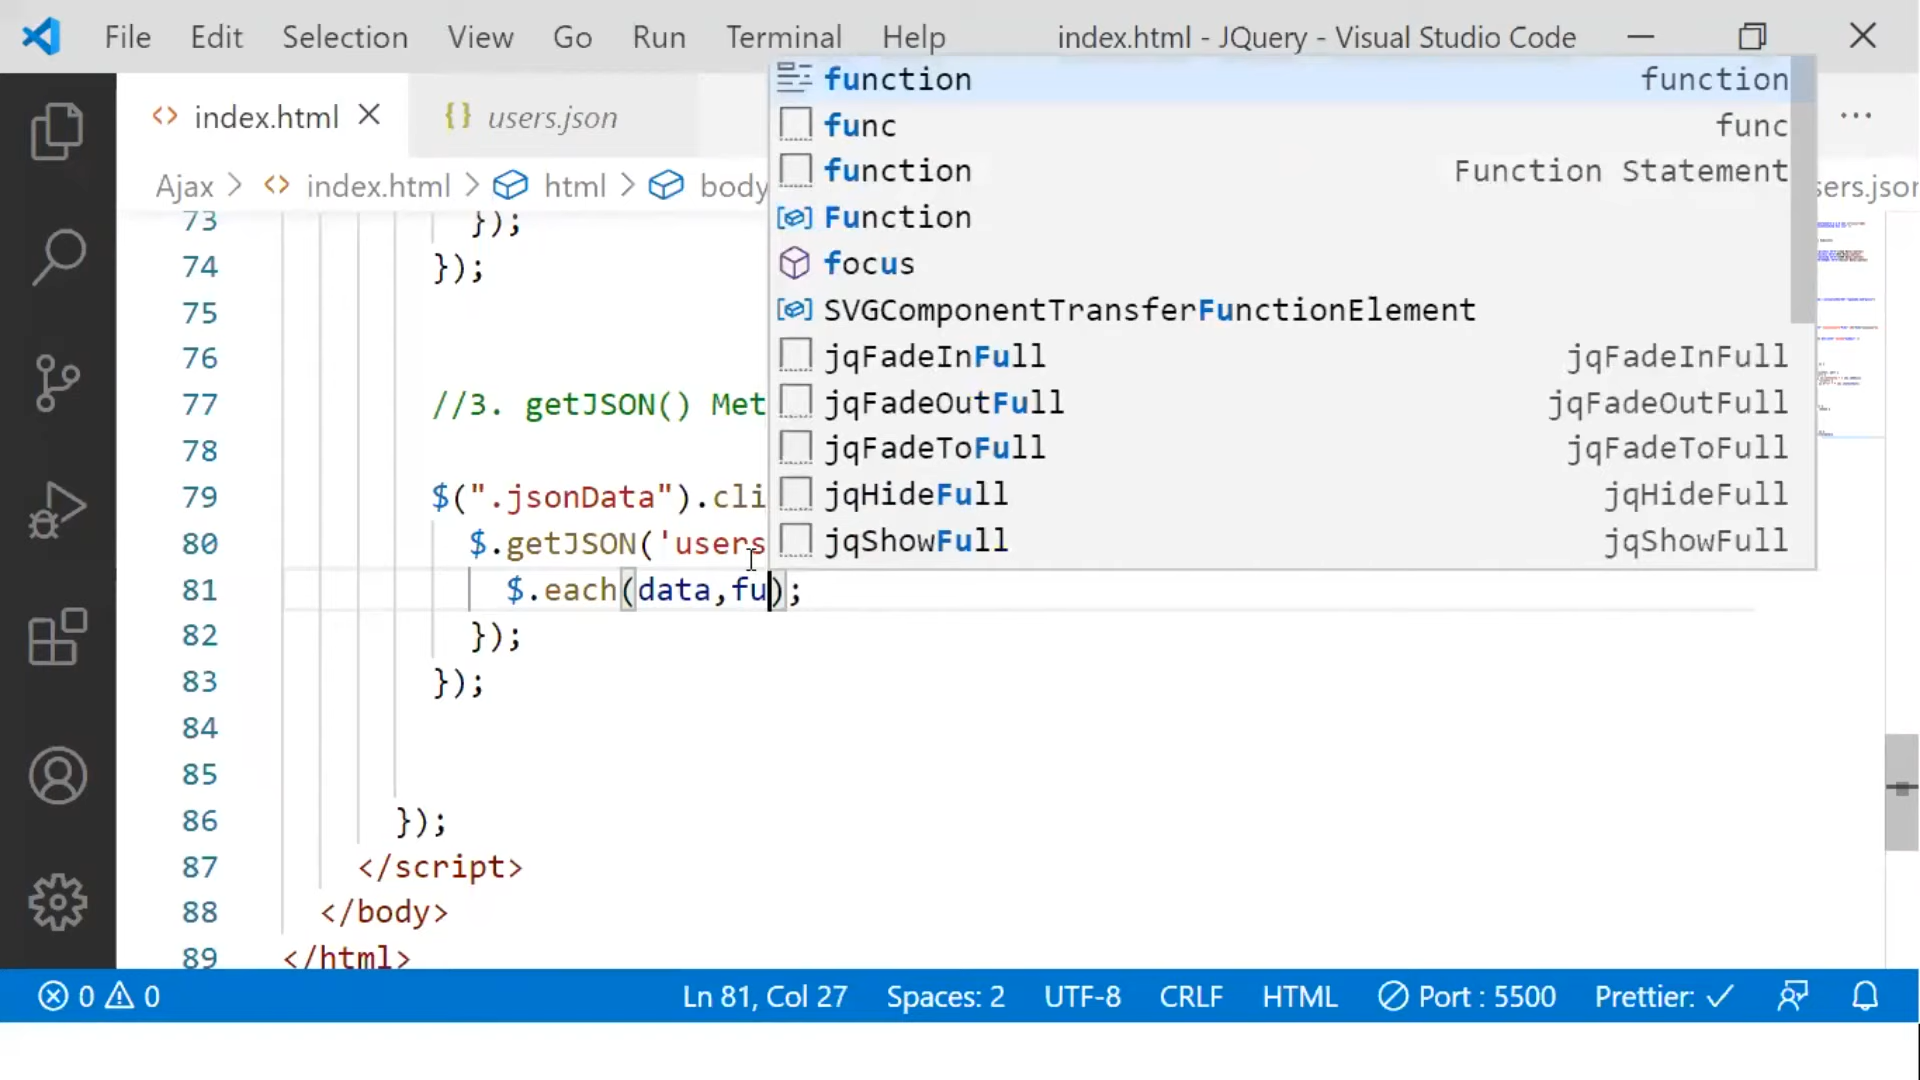 File Edit Selection View Go Run Terminal Help index.html - JQuery - Visual Studio Code
index.html users.json
Ajax > index.html > html > body sers.json
function function
func func
function Function Statement
Function
focus
SVGComponentTransferFunctionElement
jqFadeInFull jqFadeInFull
jqFadeOutFull jqFadeOutFull
jqFadeToFull jqFadeToFull
jqHideFull jqHideFull
jqShowFull jqShowFull
73 });
74 });
75
76
77 //3. getJSON() Met
78
79 $(".jsonData").cli
80 $.getJSON('users
81 $.each(data,fu);
82 });
83 });
84
85
86 });
87 </script>
88 </body>
89 </html>
0 0 Ln 81, Col 27 Spaces: 2 UTF-8 CRLF HTML Port : 5500 Prettier: ✓